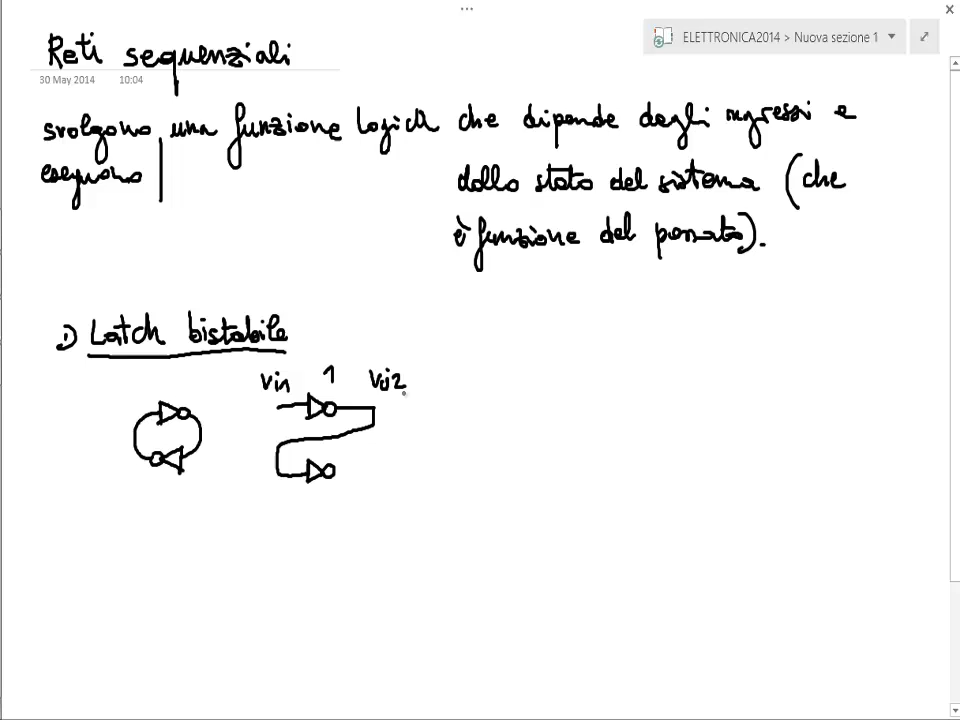 ELETTRONICA2014 > Nuova sezione 1
Reti sequenziali
30 May 2014 10:04
svolgono una funzione logica che dipende degli ingressi e
eseguono dallo stato del sistema (che
è funzione del passato).
1) Latch bistabile
Vin 1 Vu2